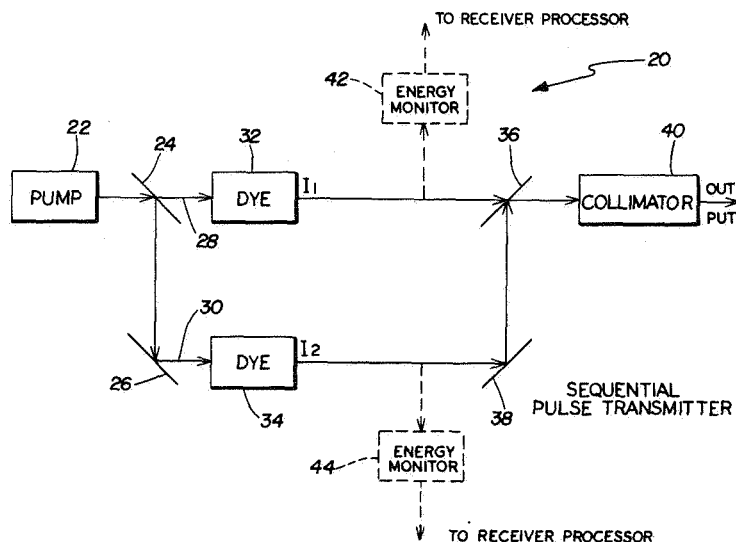 TO RECEIVER PROCESSOR
42
ENERGY
MONITOR
20
22
24
32
36
40
PUMP
DYE
I1
COLLIMATOR
OUT
PUT
28
30
26
DYE
I2
34
38
SEQUENTIAL
PULSE TRANSMITTER
44
ENERGY
MONITOR
TO RECEIVER PROCESSOR